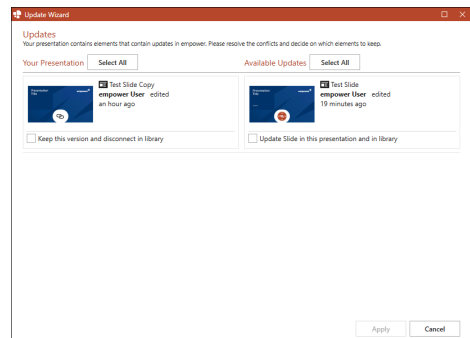 Update Wizard
Updates
Your presentation contains elements that contain updates in empower. Please resolve the conflicts and decide on which elements to keep.
Your Presentation Select All Available Updates Select All
Test Slide Copy
empower User edited
an hour ago
Keep this version and disconnect in library
Test Slide
empower User edited
19 minutes ago
Update Slide in this presentation and in library
Apply Cancel